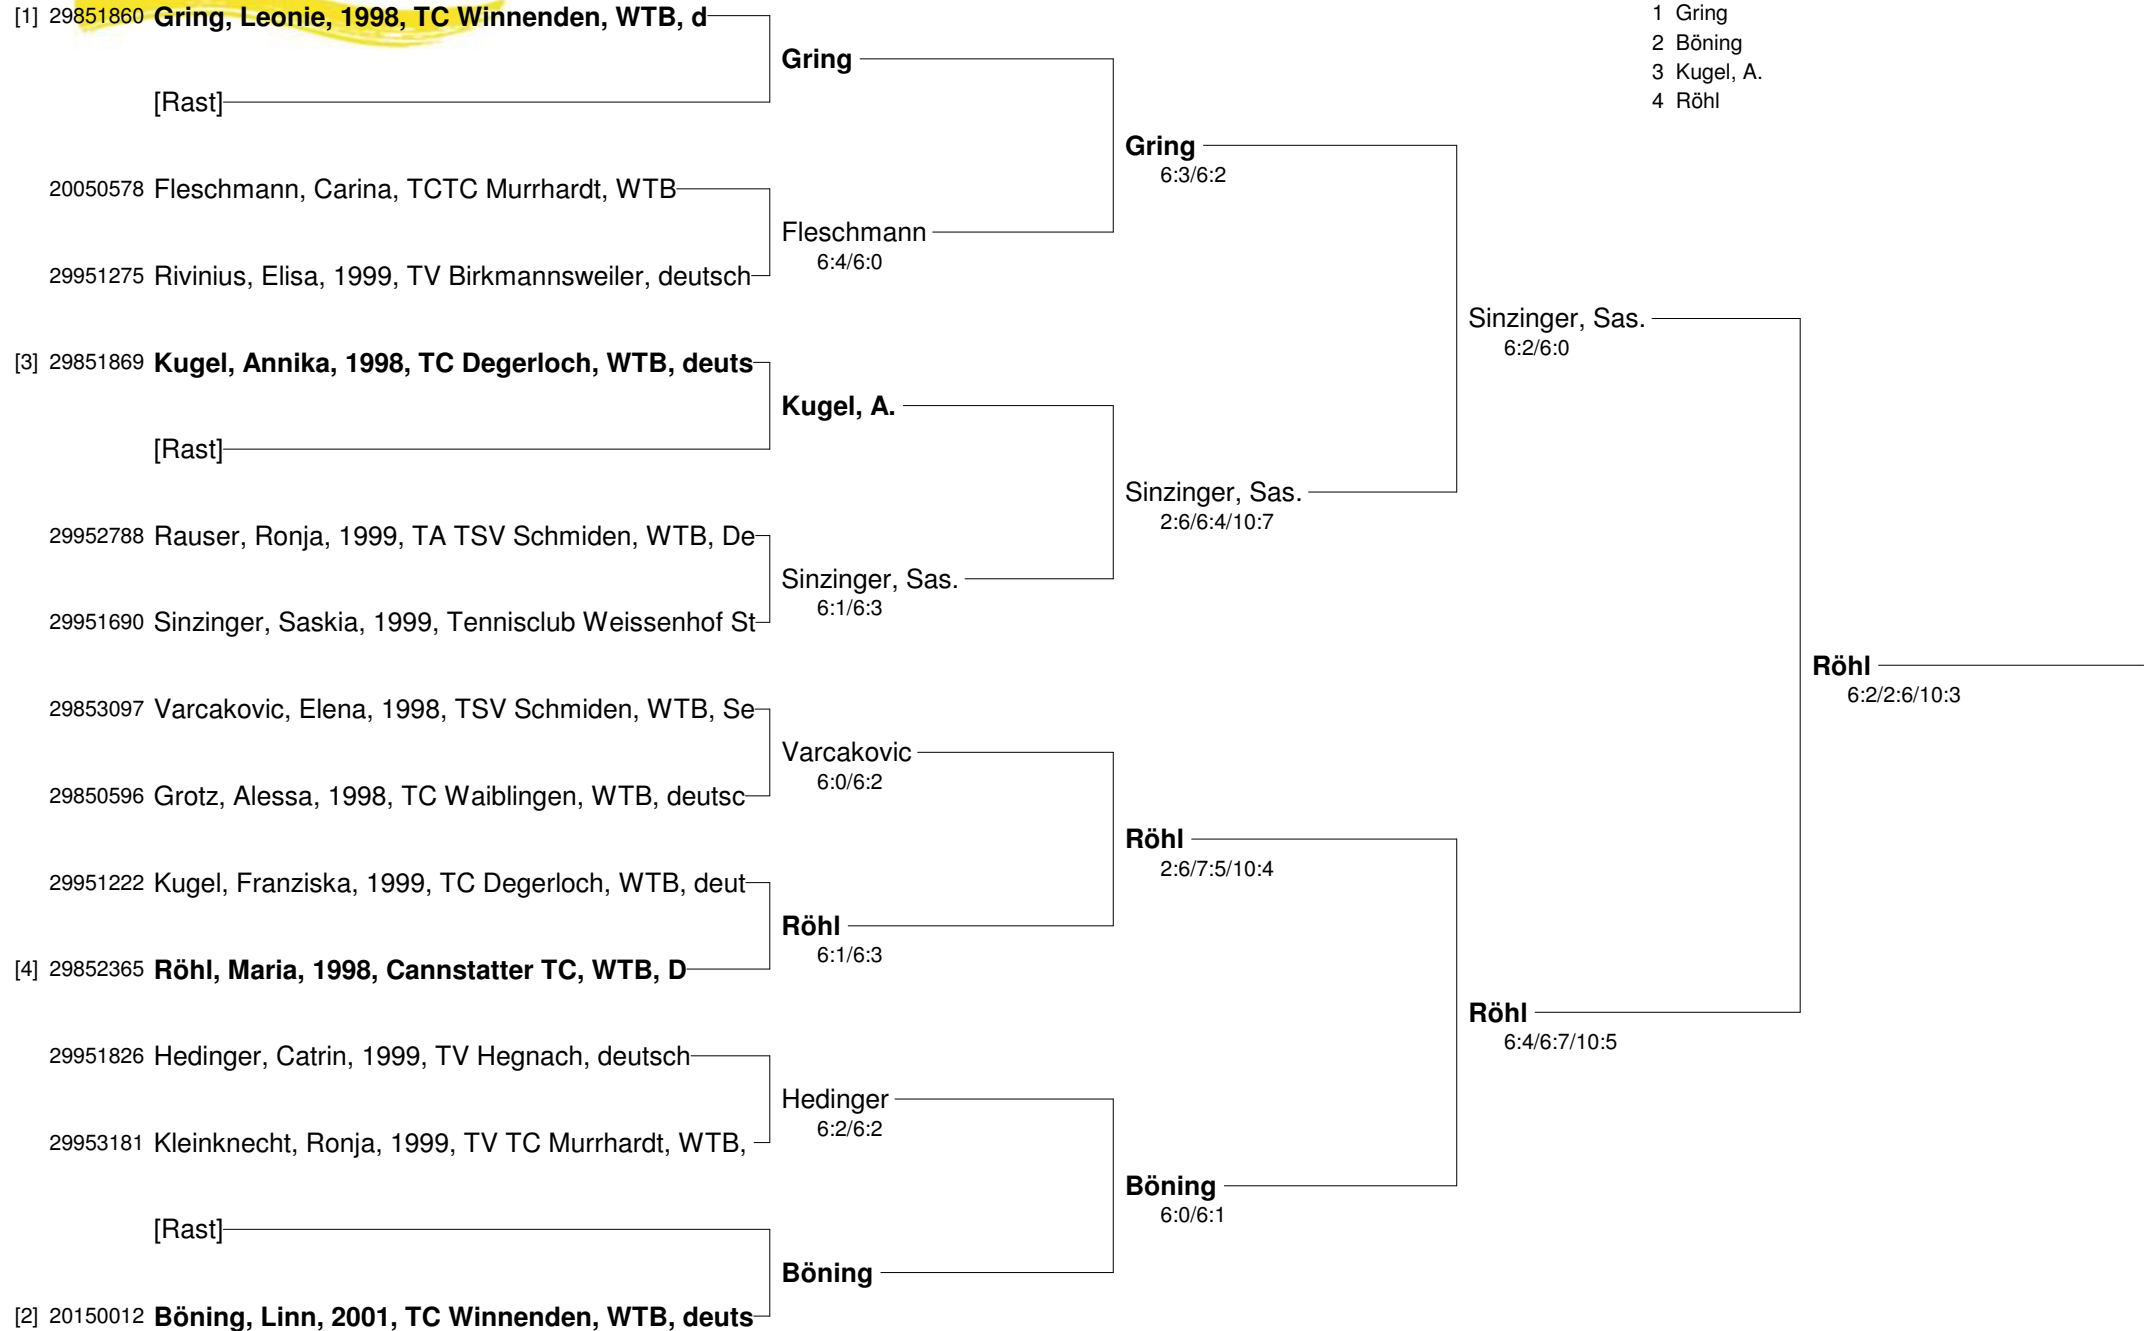 [1] 29851860 Gring, Leonie, 1998, TC Winnenden, WTB, d
[Rast]
20050578 Fleschmann, Carina, TCTC Murrhardt, WTB
29951275 Rivinius, Elisa, 1999, TV Birkmannsweiler, deutsch
[3] 29851869 Kugel, Annika, 1998, TC Degerloch, WTB, deuts
[Rast]
29952788 Rauser, Ronja, 1999, TA TSV Schmiden, WTB, De
29951690 Sinzinger, Saskia, 1999, Tennisclub Weissenhof St
29853097 Varcakovic, Elena, 1998, TSV Schmiden, WTB, Se
29850596 Grotz, Alessa, 1998, TC Waiblingen, WTB, deutsc
29951222 Kugel, Franziska, 1999, TC Degerloch, WTB, deut
[4] 29852365 Röhl, Maria, 1998, Cannstatter TC, WTB, D
29951826 Hedinger, Catrin, 1999, TV Hegnach, deutsch
29953181 Kleinknecht, Ronja, 1999, TV TC Murrhardt, WTB,
[Rast]
[2] 20150012 Böning, Linn, 2001, TC Winnenden, WTB, deuts
Gring
Fleschmann
6:4/6:0
Kugel, A.
Sinzinger, Sas.
6:1/6:3
Varcakovic
6:0/6:2
Röhl
6:1/6:3
Hedinger
6:2/6:2
Böning
Gring
6:3/6:2
Sinzinger, Sas.
2:6/6:4/10:7
Röhl
2:6/7:5/10:4
Böning
6:0/6:1
Sinzinger, Sas.
6:2/6:0
Röhl
6:4/6:7/10:5
Röhl
6:2/2:6/10:3
1 Gring
2 Böning
3 Kugel, A.
4 Röhl